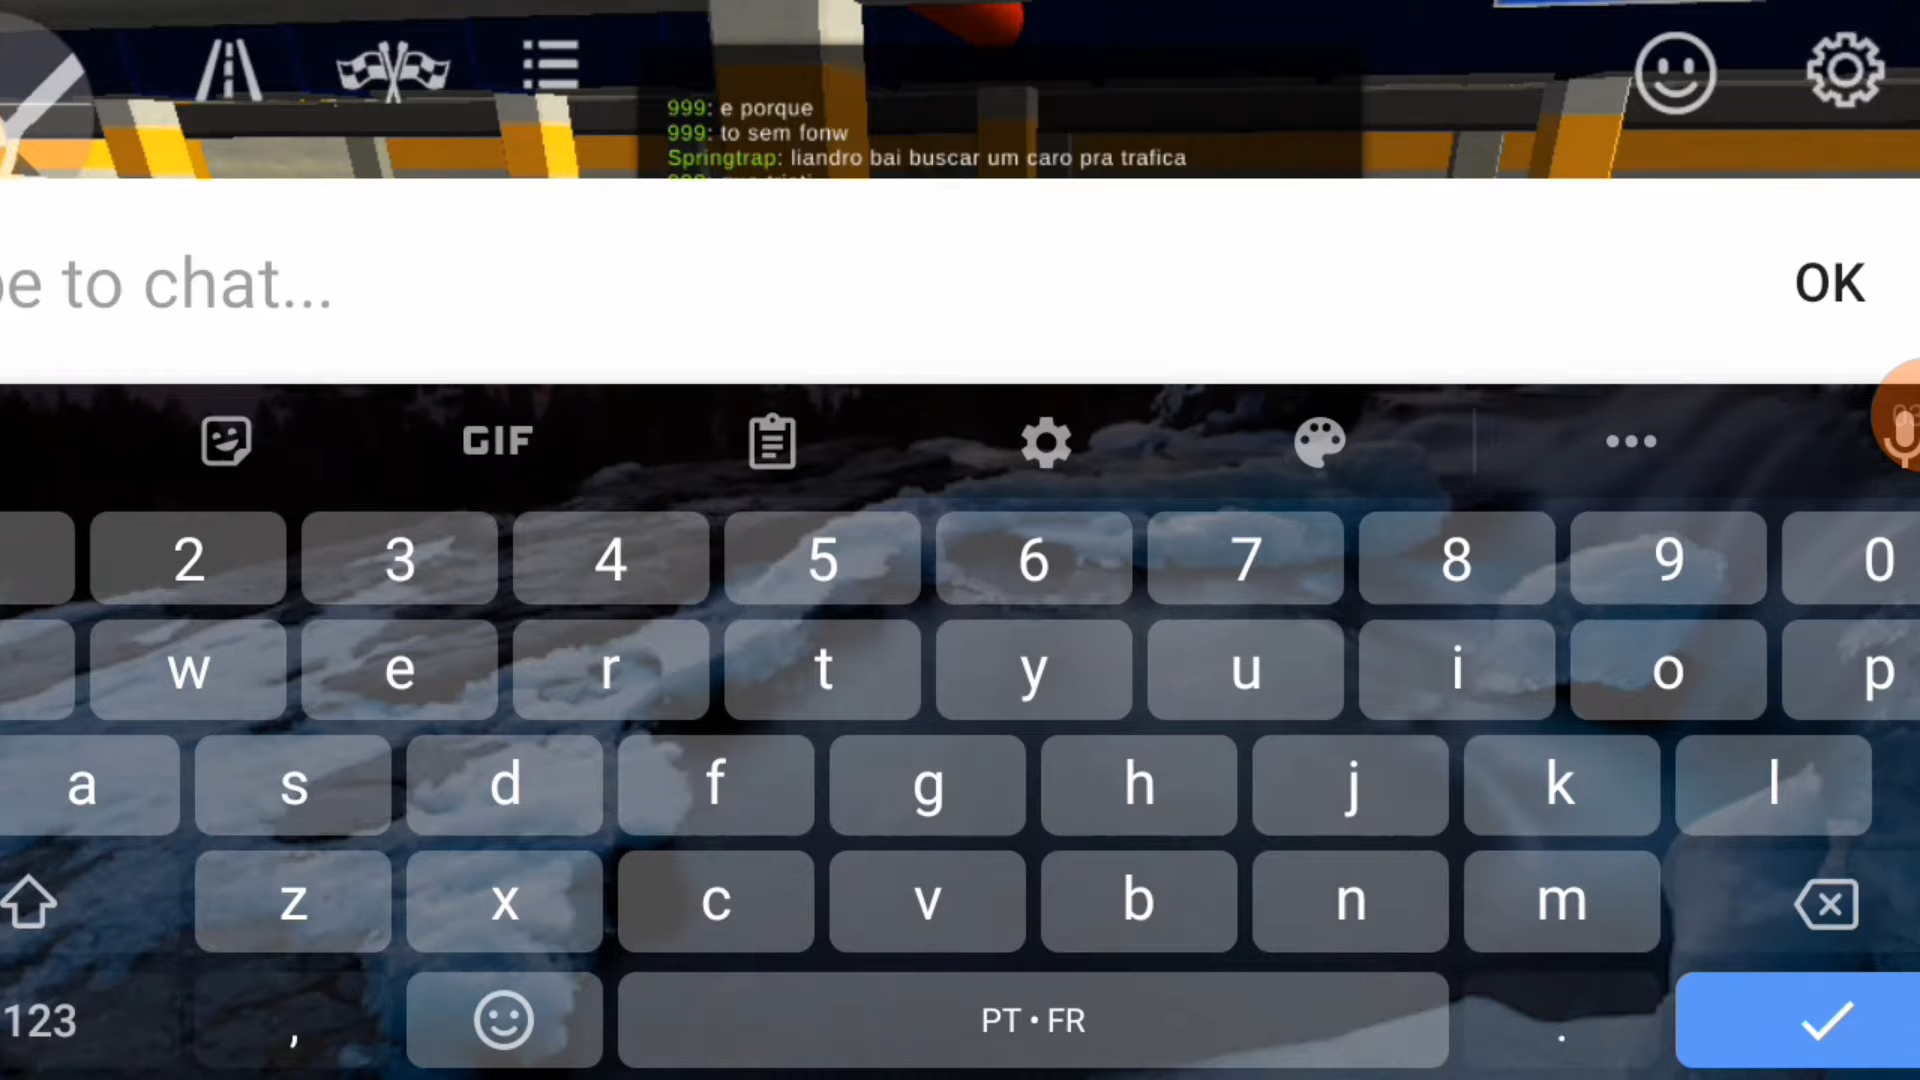 999: e porque
999: to sem fonw
Springtrap: liandro bai buscar um caro pra trafica
pe to chat...
OK
GIF
2 3 4 5 6 7 8 9 0
w e r t y u i o p
a s d f g h j k l
z x c v b n m
123 , PT • FR .